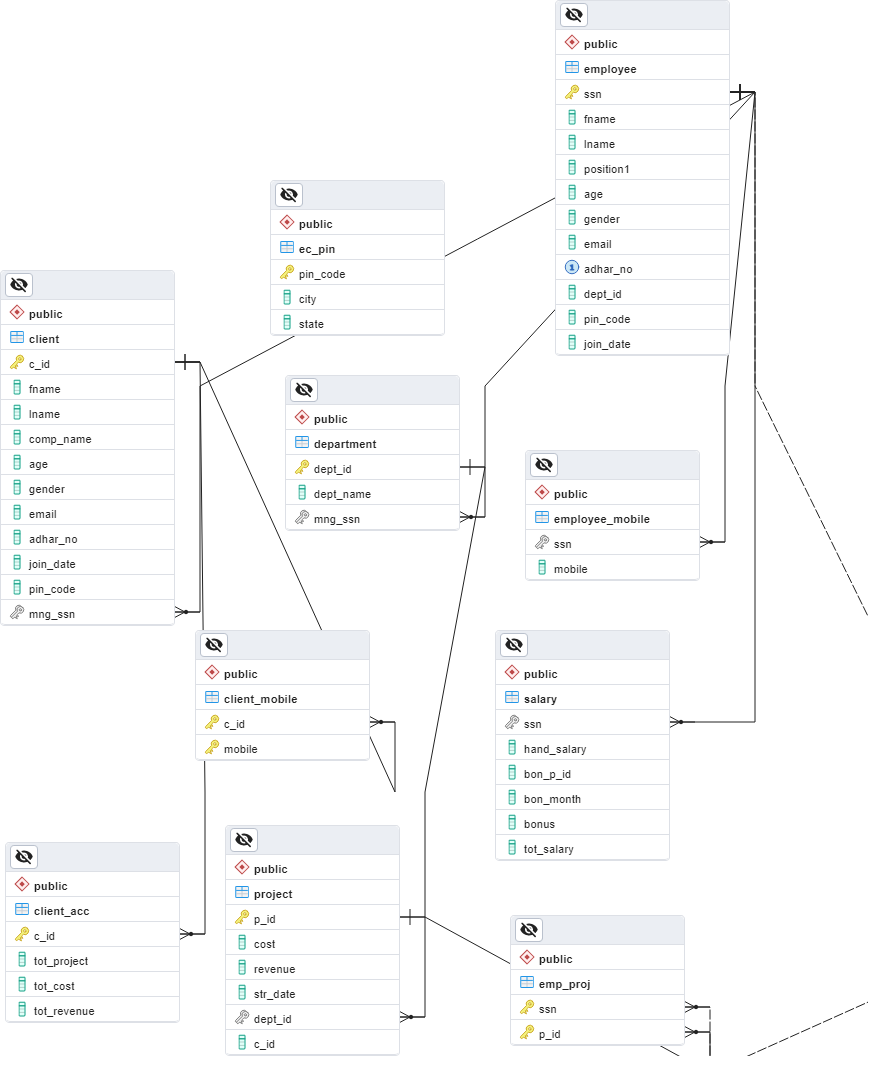 public
employee
ssn
fname
lname
position1
age
gender
email
1 adhar_no
dept_id
pin_code
join_date
public
ec_pin
pin_code
city
state
public
client
c_id
fname
lname
comp_name
age
gender
email
adhar_no
join_date
pin_code
mng_ssn
public
department
dept_id
dept_name
mng_ssn
public
employee_mobile
ssn
mobile
public
client_mobile
c_id
mobile
public
salary
ssn
hand_salary
bon_p_id
bon_month
bonus
tot_salary
public
client_acc
c_id
tot_project
tot_cost
tot_revenue
public
project
p_id
cost
revenue
str_date
dept_id
c_id
public
emp_proj
ssn
p_id